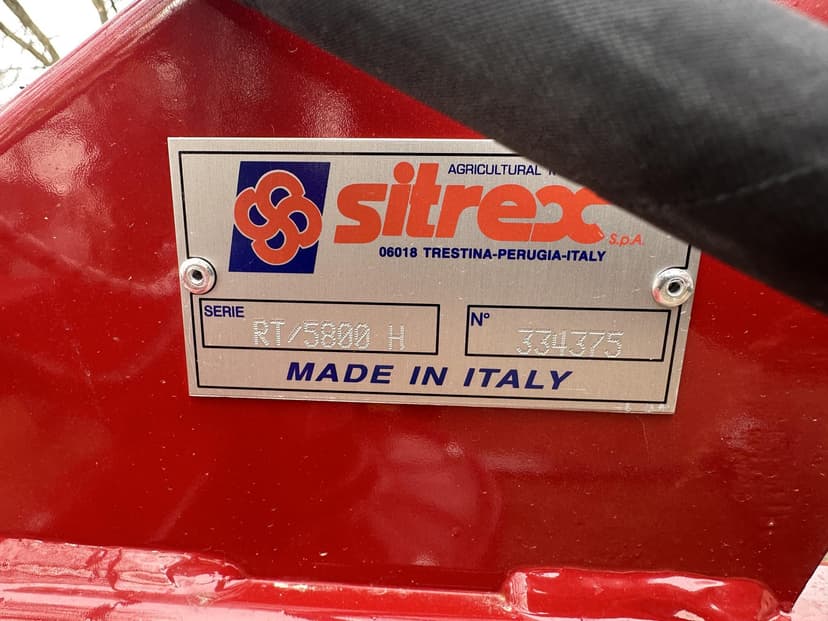 AGRICULTURAL
sitrex S.p.A.
06018 TRESTINA-PERUGIA-ITALY
SERIE RT/5800 H
N° 334375
MADE IN ITALY